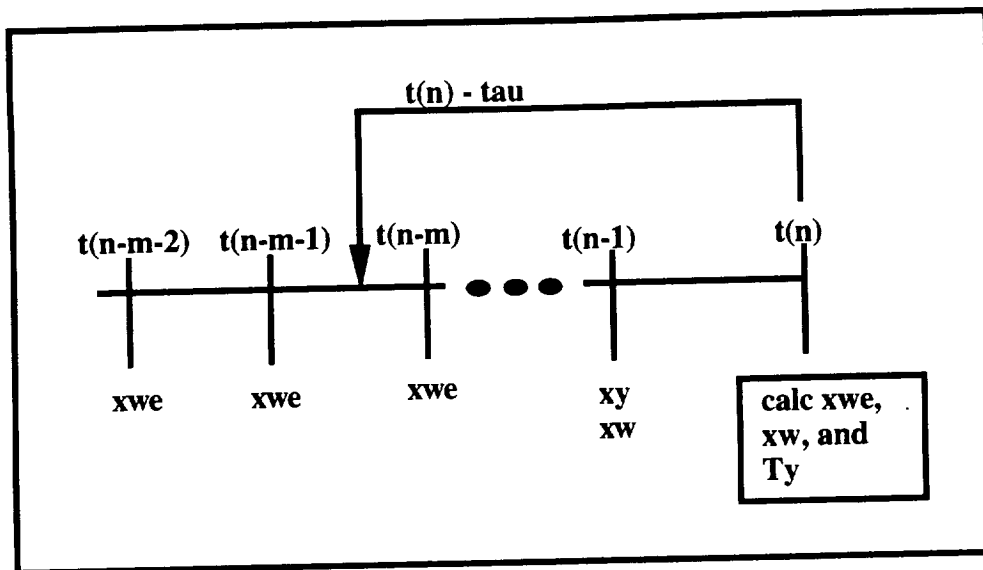 t(n) - tau
t(n-m-2) t(n-m-1) t(n-m) t(n-1) t(n)
xwe xwe xwe xy
xw
calc xwe,
xw, and
Ty